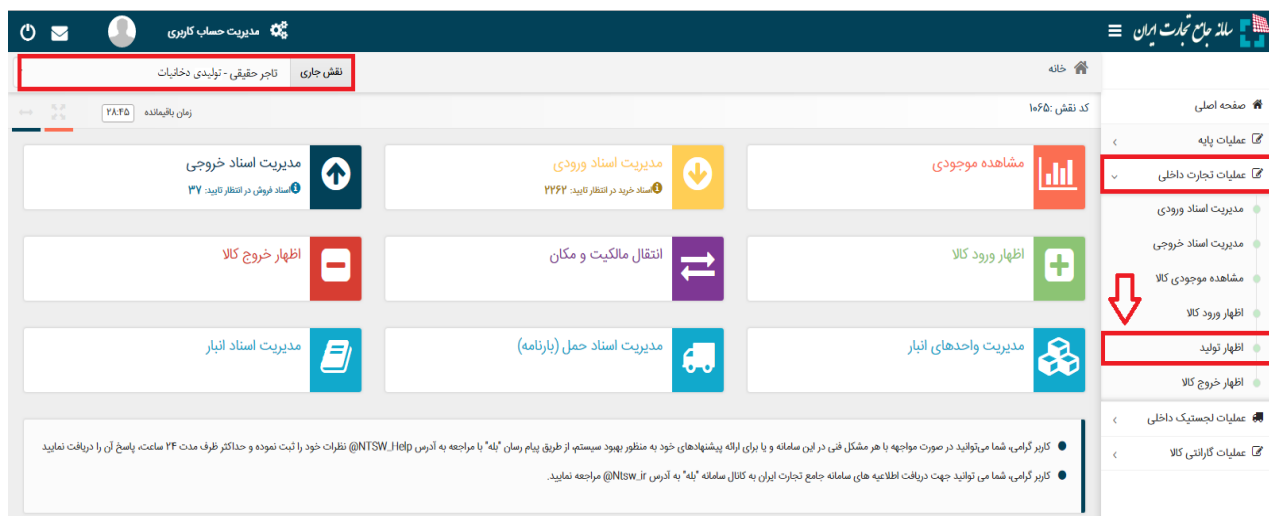 سامانه جامع تجارت ایران
مدیریت حساب کاربری
نقش جاری
تاجر حقیقی - تولیدی دخانیات
خانه
کد نقش :۱۰۶۵
زمان باقیمانده ۲۸:۴۵
صفحه اصلی
عملیات پایه
عملیات تجارت داخلی
مدیریت اسناد ورودی
مدیریت اسناد خروجی
مشاهده موجودی کالا
اظهار ورود کالا
اظهار تولید
اظهار خروج کالا
عملیات لجستیک داخلی
عملیات گارانتی کالا
مشاهده موجودی
مدیریت اسناد ورودی
اسناد خرید در انتظار تایید: ۲۲۶۲
مدیریت اسناد خروجی
اسناد فروش در انتظار تایید: ۳۷
اظهار ورود کالا
انتقال مالکیت و مکان
اظهار خروج کالا
مدیریت واحدهای انبار
مدیریت اسناد حمل (بارنامه)
مدیریت اسناد انبار
کاربر گرامی، شما می‌توانید در صورت مواجهه با هر مشکل فنی در این سامانه و یا برای ارائه پیشنهادهای خود به منظور بهبود سیستم، از طریق پیام رسان "بله" با مراجعه به آدرس NTSW_Help@ نظرات خود را ثبت نموده و حداکثر ظرف مدت ۲۴ ساعت، پاسخ آن را دریافت نمایید
کاربر گرامی، شما می توانید جهت دریافت اطلاعیه های سامانه جامع تجارت ایران به کانال سامانه "بله" به آدرس Ntsw_ir@ مراجعه نمایید.